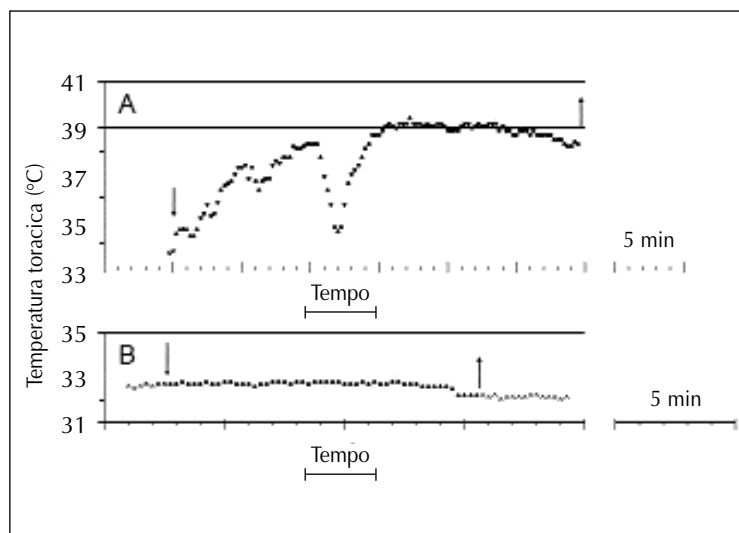 Temperatura toracica (°C)
41
A
39
37
35
33
5 min
Tempo
35
B
33
31
5 min
Tempo